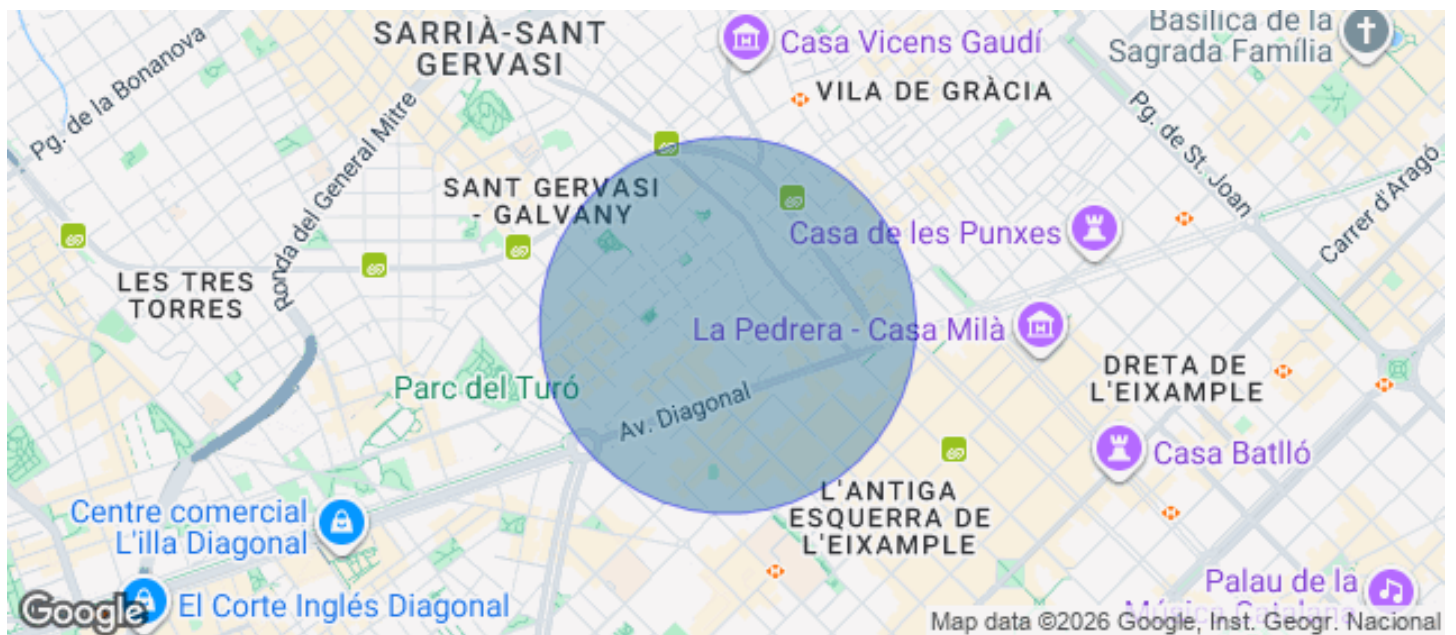 Basílica de la
Sagrada Família
SARRIÀ-SANT
GERVASI
Casa Vicens Gaudí
Pg. de la Bonanova
VILA DE GRÀCIA
Ronda del General Mitre
Pg. de St. Joan
Carrer d'Aragó
SANT GERVASI
- GALVANY
Casa de les Punxes
LES TRES
TORRES
La Pedrera - Casa Milà
Parc del Turó
DRETA DE
L'EIXAMPLE
Av. Diagonal
Casa Batlló
L'ANTIGA
ESQUERRA DE
L'EIXAMPLE
Centre comercial
L'illa Diagonal
Palau de la
Música Catalana
El Corte Inglés Diagonal
Google
Map data ©2026 Google, Inst. Geogr. Nacional